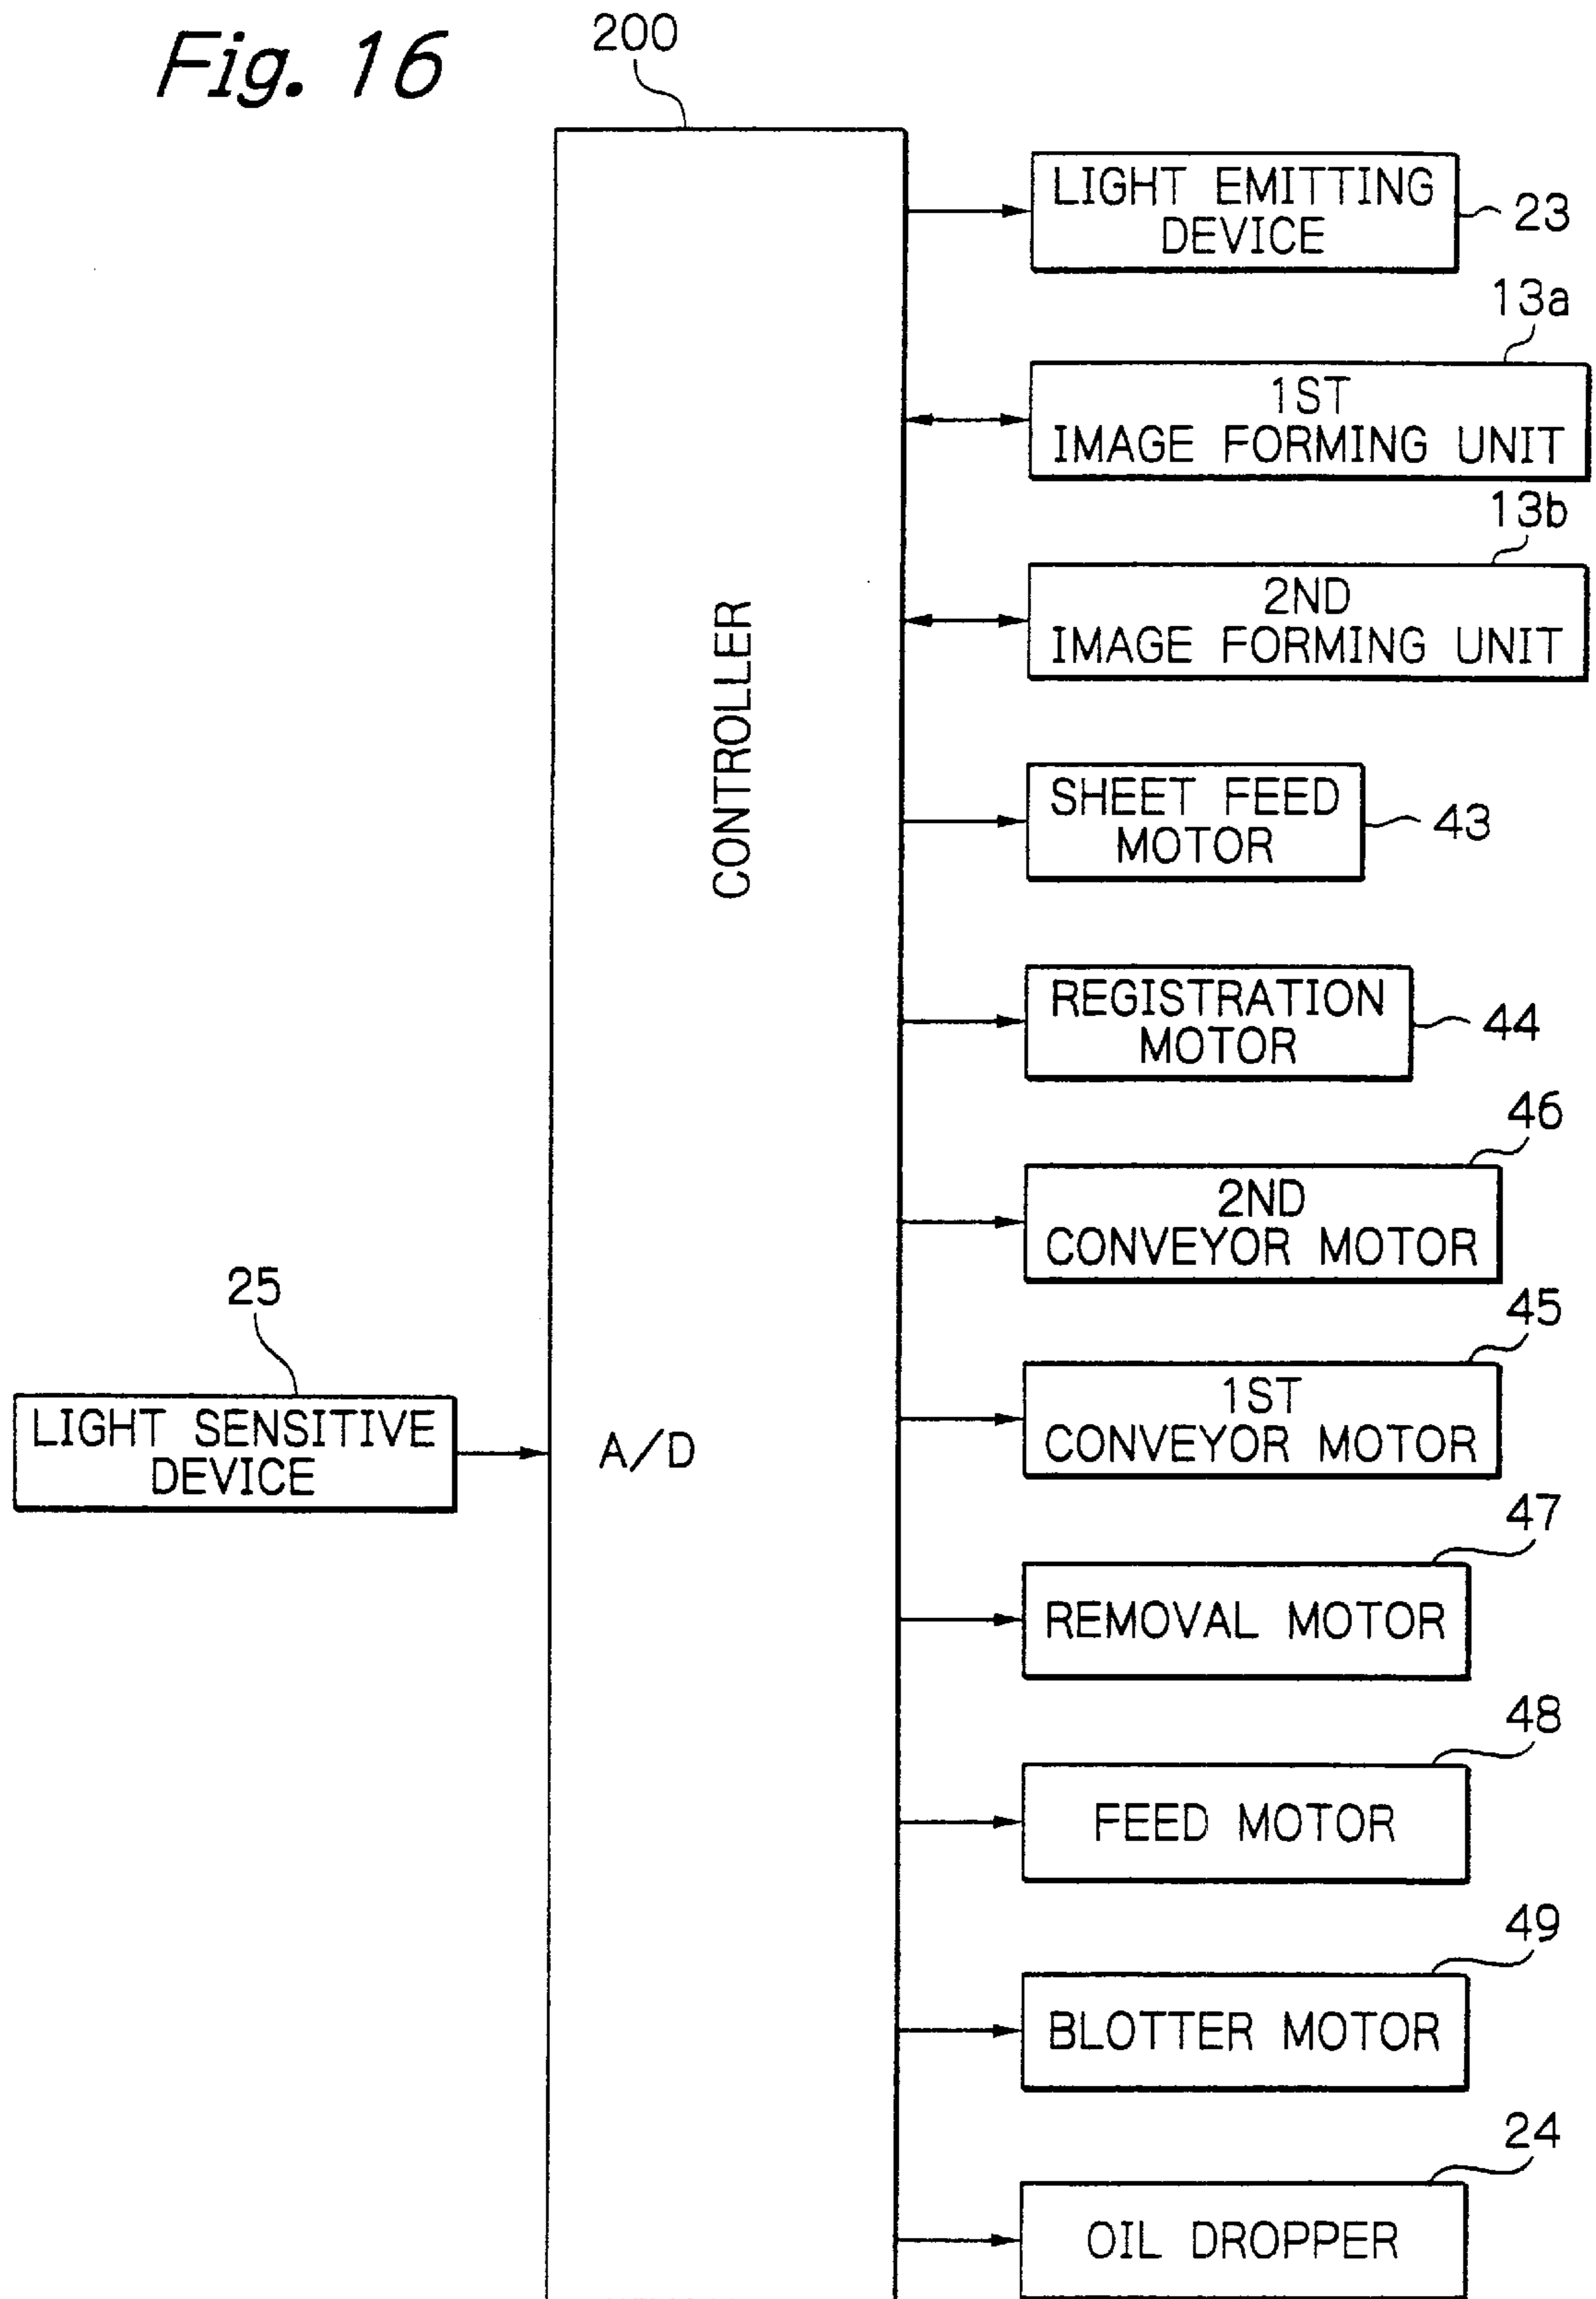 Fig. 16
200
LIGHT EMITTING
DEVICE
23
13a
1ST
IMAGE FORMING UNIT
13b
2ND
IMAGE FORMING UNIT
CONTROLLER
SHEET FEED
MOTOR
43
REGISTRATION
MOTOR
44
46
2ND
CONVEYOR MOTOR
25
LIGHT SENSITIVE
DEVICE
A/D
45
1ST
CONVEYOR MOTOR
47
REMOVAL MOTOR
48
FEED MOTOR
49
BLOTTER MOTOR
24
OIL DROPPER